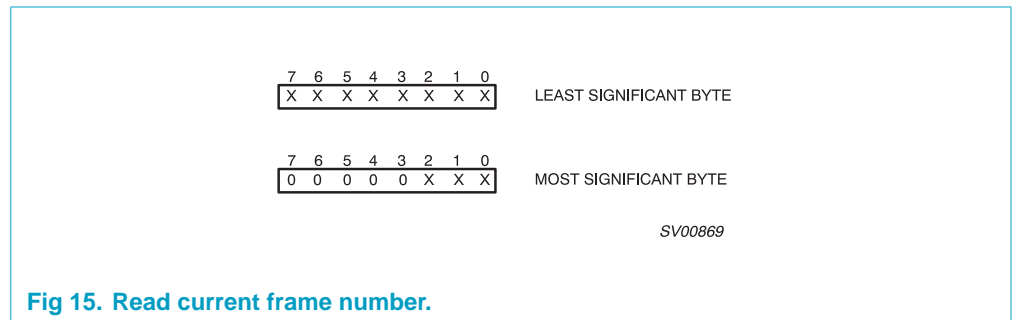 7 6 5 4 3 2 1 0
X X X X X X X X LEAST SIGNIFICANT BYTE
7 6 5 4 3 2 1 0
0 0 0 0 0 X X X MOST SIGNIFICANT BYTE
SV00869
Fig 15. Read current frame number.